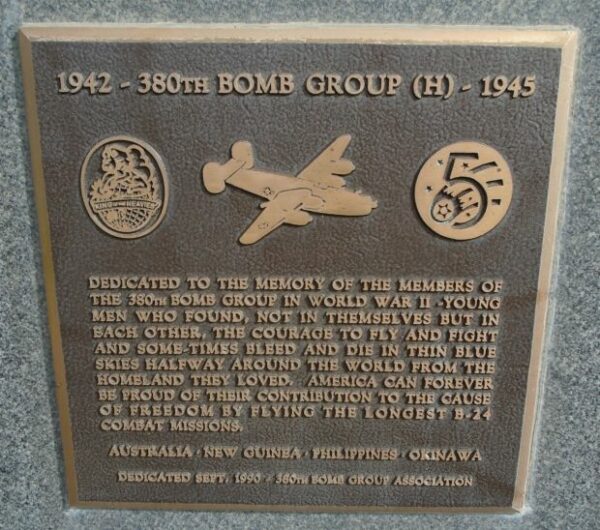 1942 - 380TH BOMB GROUP (H) - 1945
KING OF THE HEAVIES
5
DEDICATED TO THE MEMORY OF THE MEMBERS OF
THE 380TH BOMB GROUP IN WORLD WAR II - YOUNG
MEN WHO FOUND, NOT IN THEMSELVES BUT IN
EACH OTHER, THE COURAGE TO FLY AND FIGHT
AND SOME-TIMES BLEED AND DIE IN THIN BLUE
SKIES HALFWAY AROUND THE WORLD FROM THE
HOMELAND THEY LOVED. AMERICA CAN FOREVER
BE PROUD OF THEIR CONTRIBUTION TO THE CAUSE
OF FREEDOM BY FLYING THE LONGEST B-24
COMBAT MISSIONS.
AUSTRALIA · NEW GUINEA · PHILIPPINES · OKINAWA
DEDICATED SEPT. 1990 - 380TH BOMB GROUP ASSOCIATION